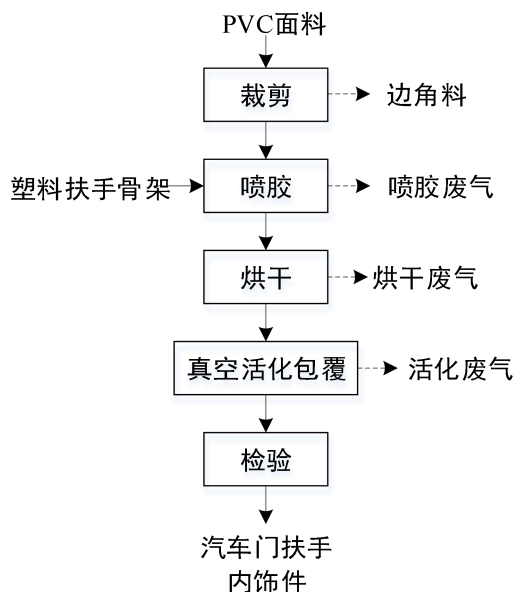 PVC面料
裁剪
边角料
塑料扶手骨架
喷胶
喷胶废气
烘干
烘干废气
真空活化包覆
活化废气
检验
汽车门扶手
内饰件